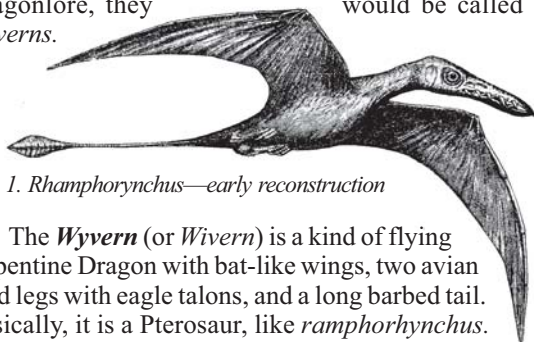 agonlore, they would be called
verns.
1. Rhamphorynchus—early reconstruction
The Wyvern (or Wivern) is a kind of flying
pentine Dragon with bat-like wings, two avian
d legs with eagle talons, and a long barbed tail.
sically, it is a Pterosaur, like ramphorhynchus.